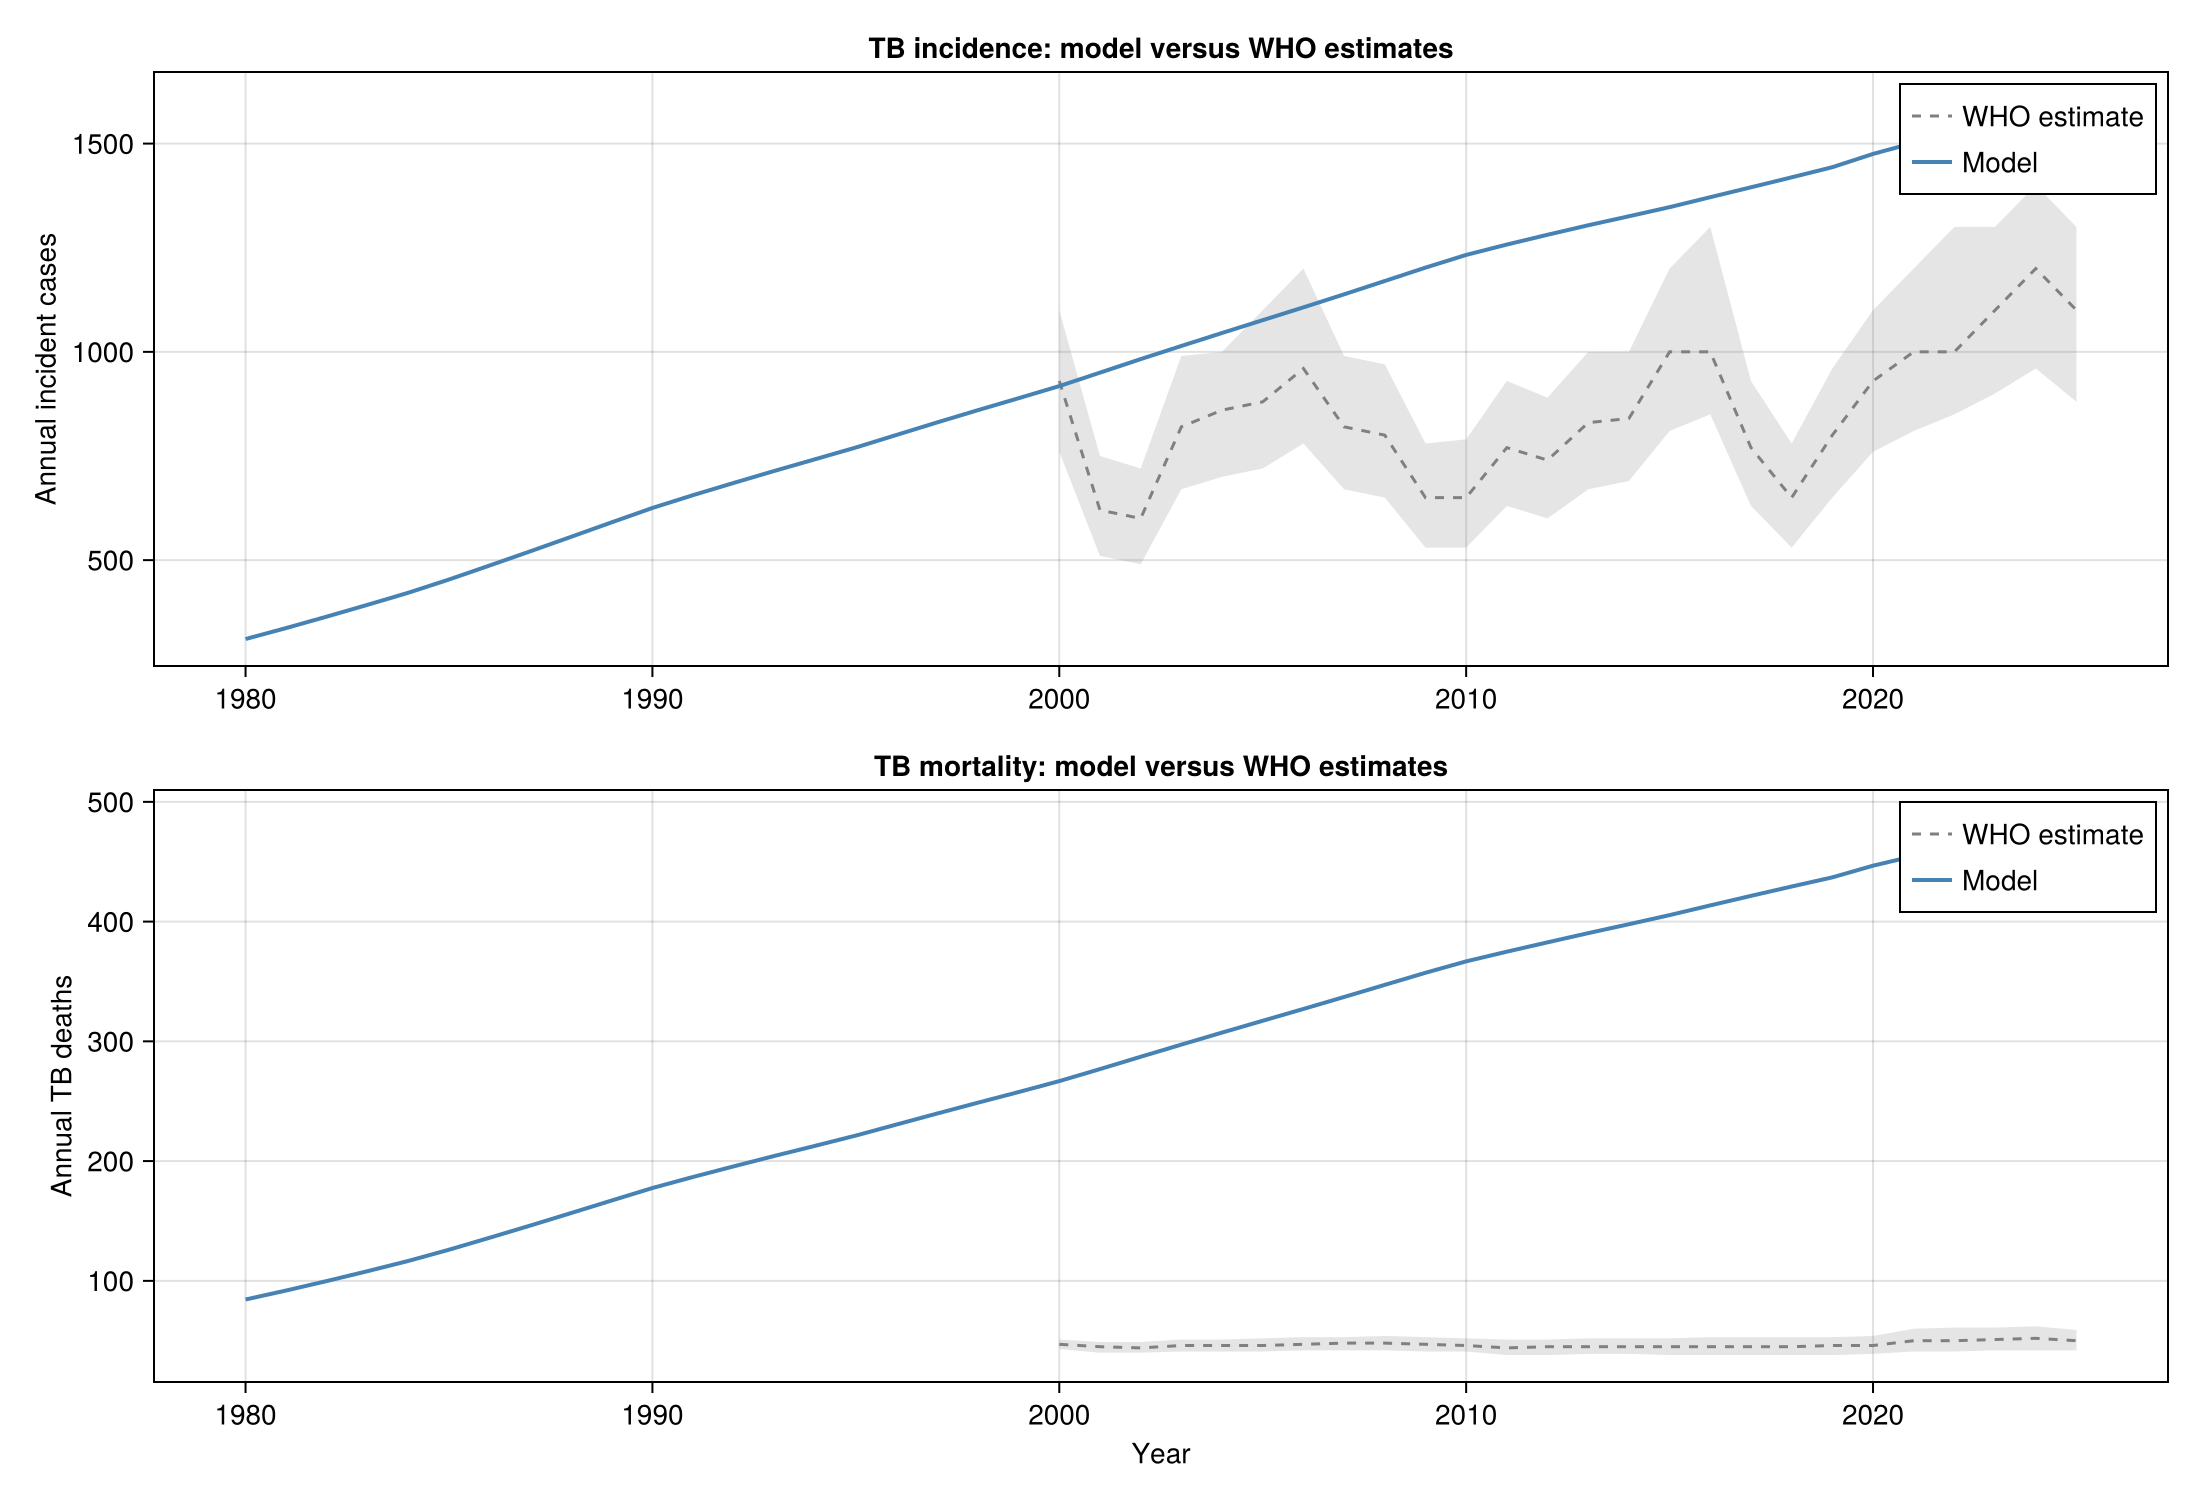 TB incidence: model versus WHO estimates
Annual incident cases
1500
1000
500
WHO estimate
Model
1980 1990 2000 2010 2020
TB mortality: model versus WHO estimates
Annual TB deaths
500
400
300
200
100
WHO estimate
Model
1980 1990 2000 2010 2020
Year